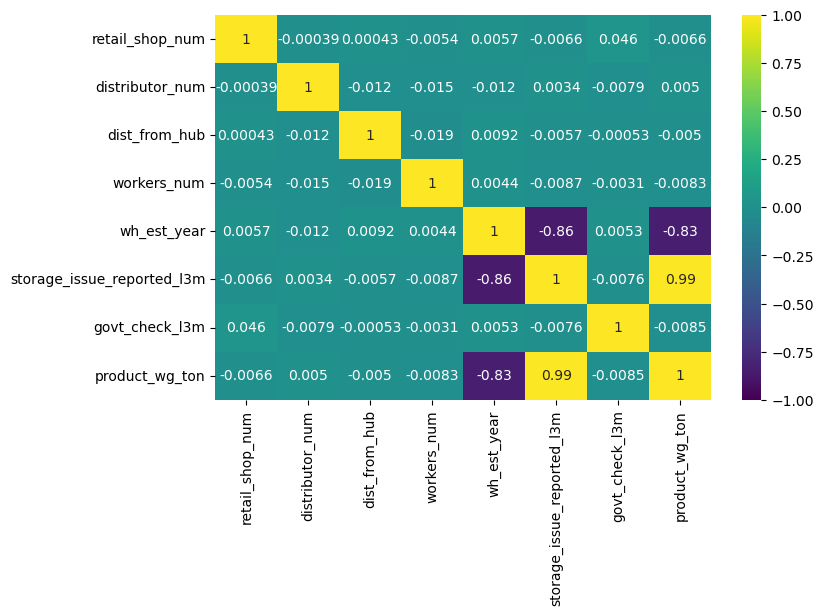 retail_shop_num 1 -0.00039 0.00043 -0.0054 0.0057 -0.0066 0.046 -0.0066
distributor_num -0.00039 1 -0.012 -0.015 -0.012 0.0034 -0.0079 0.005
dist_from_hub 0.00043 -0.012 1 -0.019 0.0092 -0.0057 -0.00053 -0.005
workers_num -0.0054 -0.015 -0.019 1 0.0044 -0.0087 -0.0031 -0.0083
wh_est_year 0.0057 -0.012 0.0092 0.0044 1 -0.86 0.0053 -0.83
storage_issue_reported_l3m -0.0066 0.0034 -0.0057 -0.0087 -0.86 1 -0.0076 0.99
govt_check_l3m 0.046 -0.0079 -0.00053 -0.0031 0.0053 -0.0076 1 -0.0085
product_wg_ton -0.0066 0.005 -0.005 -0.0083 -0.83 0.99 -0.0085 1
retail_shop_num
distributor_num
dist_from_hub
workers_num
wh_est_year
storage_issue_reported_l3m
govt_check_l3m
product_wg_ton
1.00
0.75
0.50
0.25
0.00
−0.25
−0.50
−0.75
−1.00